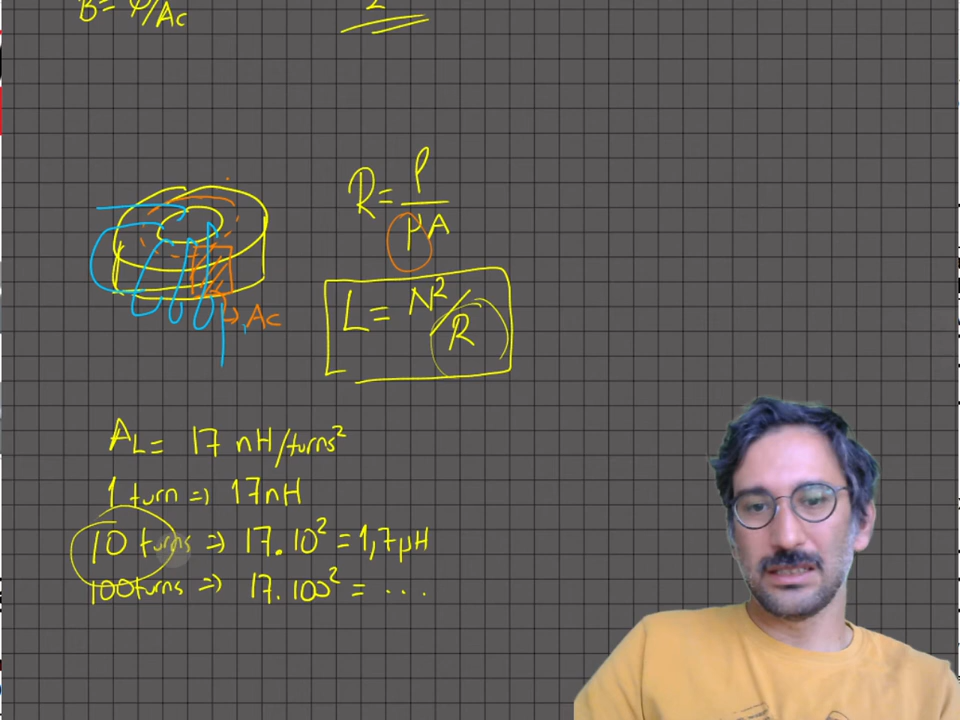 B = φ/Ac
2
R = ℓ / μA
L = N²/R
Ac
AL = 17 nH/turns²
1 turn => 17nH
10 turns => 17.10² = 1,7μH
100turns => 17.100² = ...